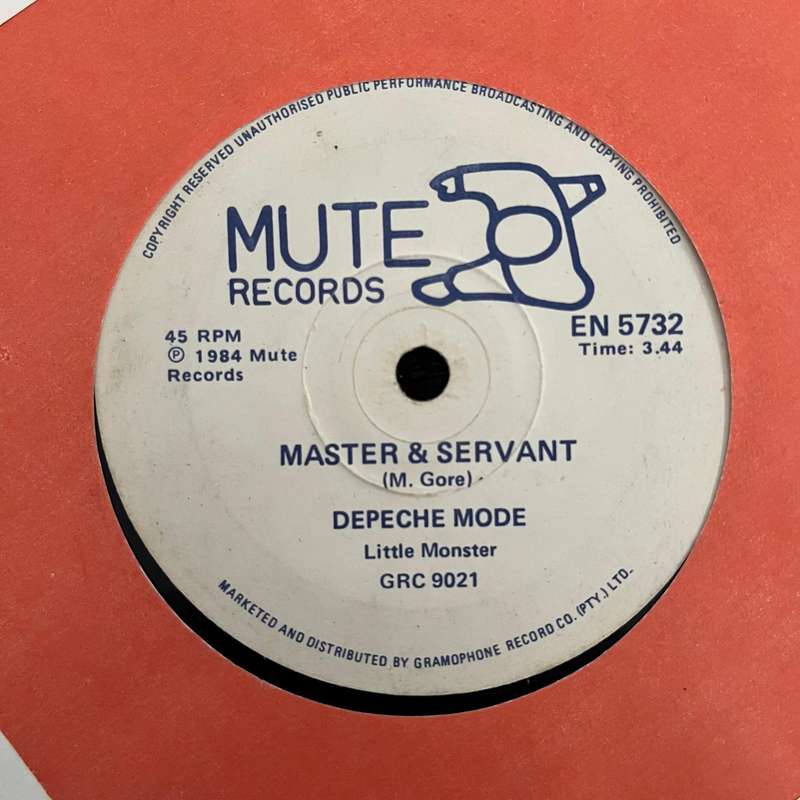 COPYRIGHT RESERVED UNAUTHORISED PUBLIC PERFORMANCE BROADCASTING AND COPYING PROHIBITED
MUTE
RECORDS
45 RPM
℗ 1984 Mute
Records
EN 5732
Time: 3.44
MASTER & SERVANT
(M. Gore)
DEPECHE MODE
Little Monster
GRC 9021
MARKETED AND DISTRIBUTED BY GRAMOPHONE RECORD CO. (PTY.) LTD.